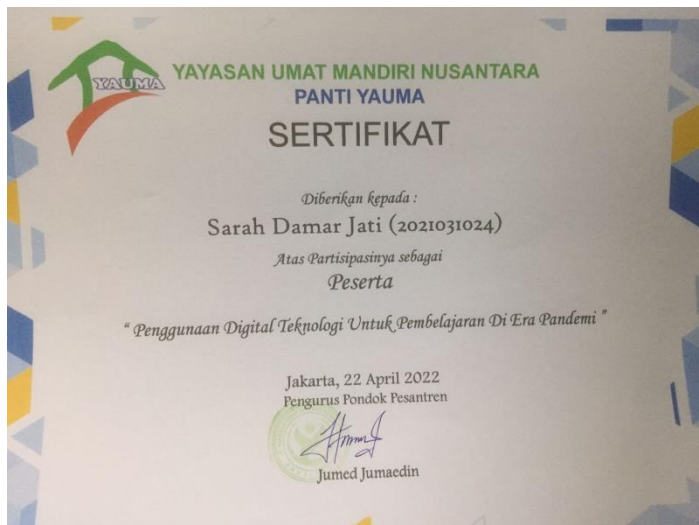 YAUMA
YAYASAN UMAT MANDIRI NUSANTARA
PANTI YAUMA
SERTIFIKAT
Diberikan kepada :
Sarah Damar Jati (2021031024)
Atas Partisipasinya sebagai
Peserta
“ Penggunaan Digital Teknologi Untuk Pembelajaran Di Era Pandemi ”
Jakarta, 22 April 2022
Pengurus Pondok Pesantren
Jumed Jumaedin